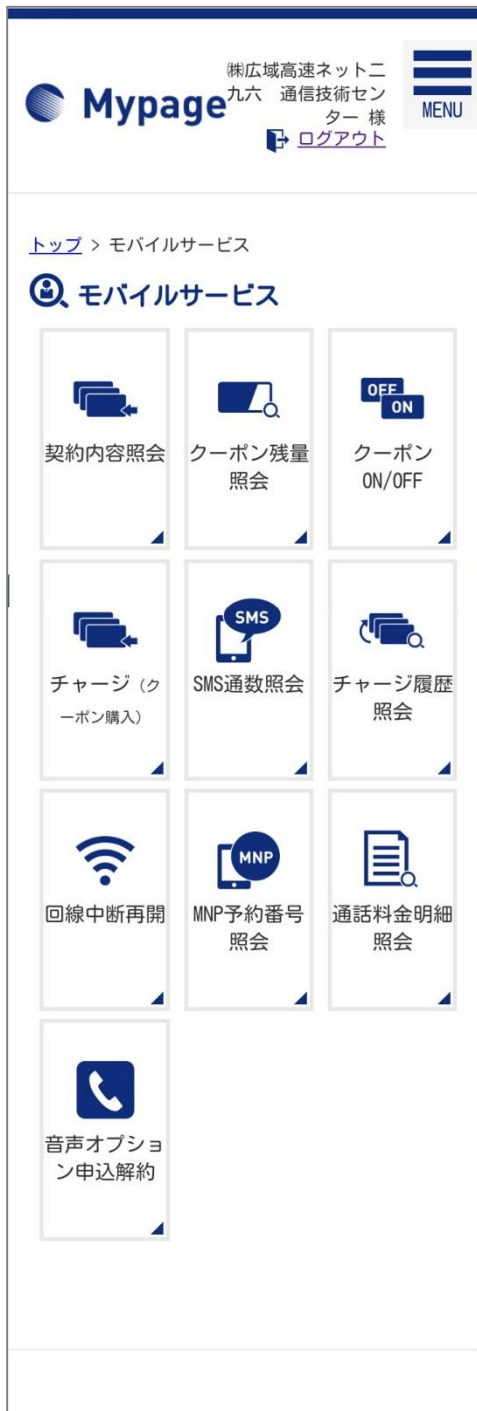 Mypage
㈱広域高速ネット二
九六　通信技術セン
ター 様
ログアウト
MENU
トップ > モバイルサービス
モバイルサービス
契約内容照会
クーポン残量
照会
OFF
ON
クーポン
ON/OFF
チャージ（ク
ーポン購入）
SMS
SMS通数照会
チャージ履歴
照会
回線中断再開
MNP
MNP予約番号
照会
通話料金明細
照会
音声オプショ
ン申込解約